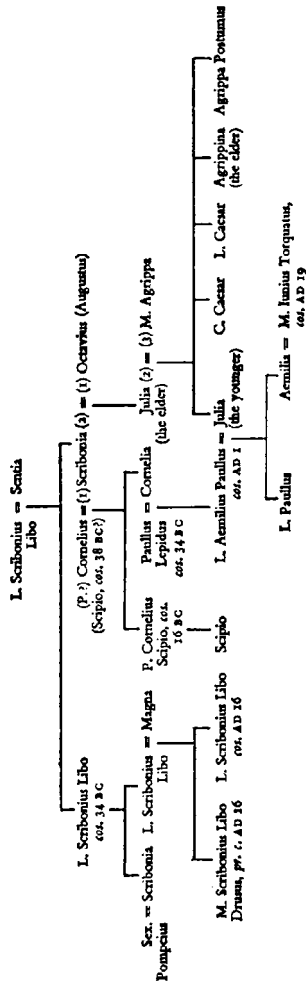 L. Scribonius = Sentia
Libo
L. Scribonius Libo
cos. 34 BC
(P.?) Cornelius = (1) Scribonia (2) = (1) Octavius (Augustus)
(Scipio, cos. 38 BC?)
Sex. = Scribonia
Pompeius
L. Scribonius = Magna
Libo
P. Cornelius
Scipio, cos.
16 BC
Paullus = Cornelia
Lepidus
cos. 34 BC
Julia (2) = (3) M. Agrippa
(the elder)
M. Scribonius Libo
Drusus, pr. c. AD 16
L. Scribonius Libo
cos. AD 16
Scipio
L. Aemilius Paullus = Julia
cos. AD 1
(the younger)
C. Caesar
L. Caesar
Agrippina
(the elder)
Agrippa Postumus
L. Paullus
Aemilia = M. Iunius Torquatus,
cos. AD 19